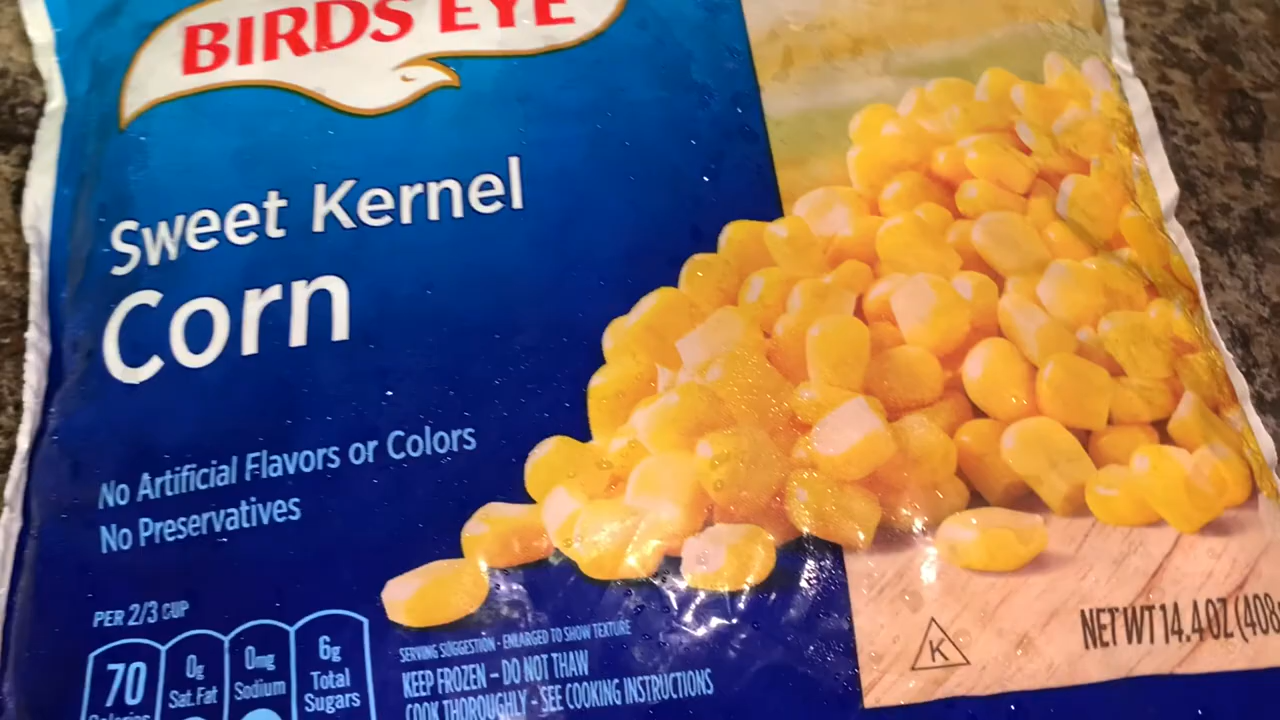 BIRDS EYE
Sweet Kernel
Corn
No Artificial Flavors or Colors
No Preservatives
PER 2/3 CUP
70
Calories
0g
Sat. Fat
0mg
Sodium
6g
Total
Sugars
SERVING SUGGESTION - ENLARGED TO SHOW TEXTURE
KEEP FROZEN – DO NOT THAW
COOK THOROUGHLY - SEE COOKING INSTRUCTIONS
K
NET WT 14.4 OZ (408